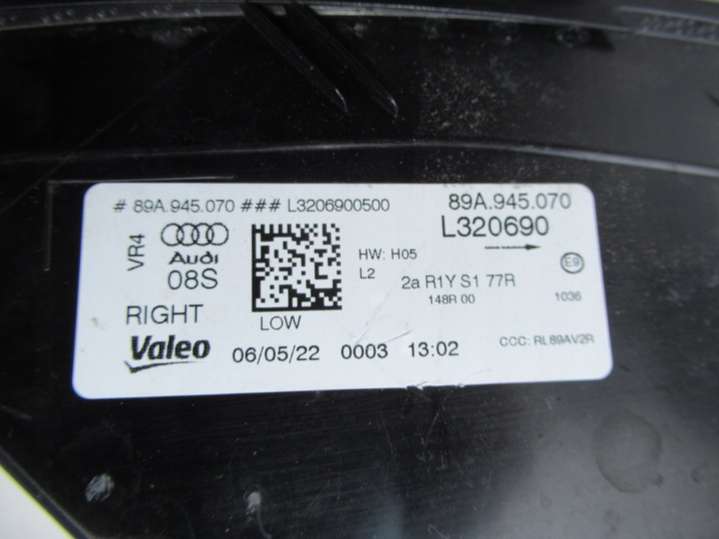 # 89A.945.070 ### L3206900500
89A.945.070
L320690
VR4
Audi
08S
HW: H05
L2
2a R1Y S1 77R
148R 00
E9
1036
RIGHT
LOW
Valeo
06/05/22 0003 13:02
CCC: RL89AV2R